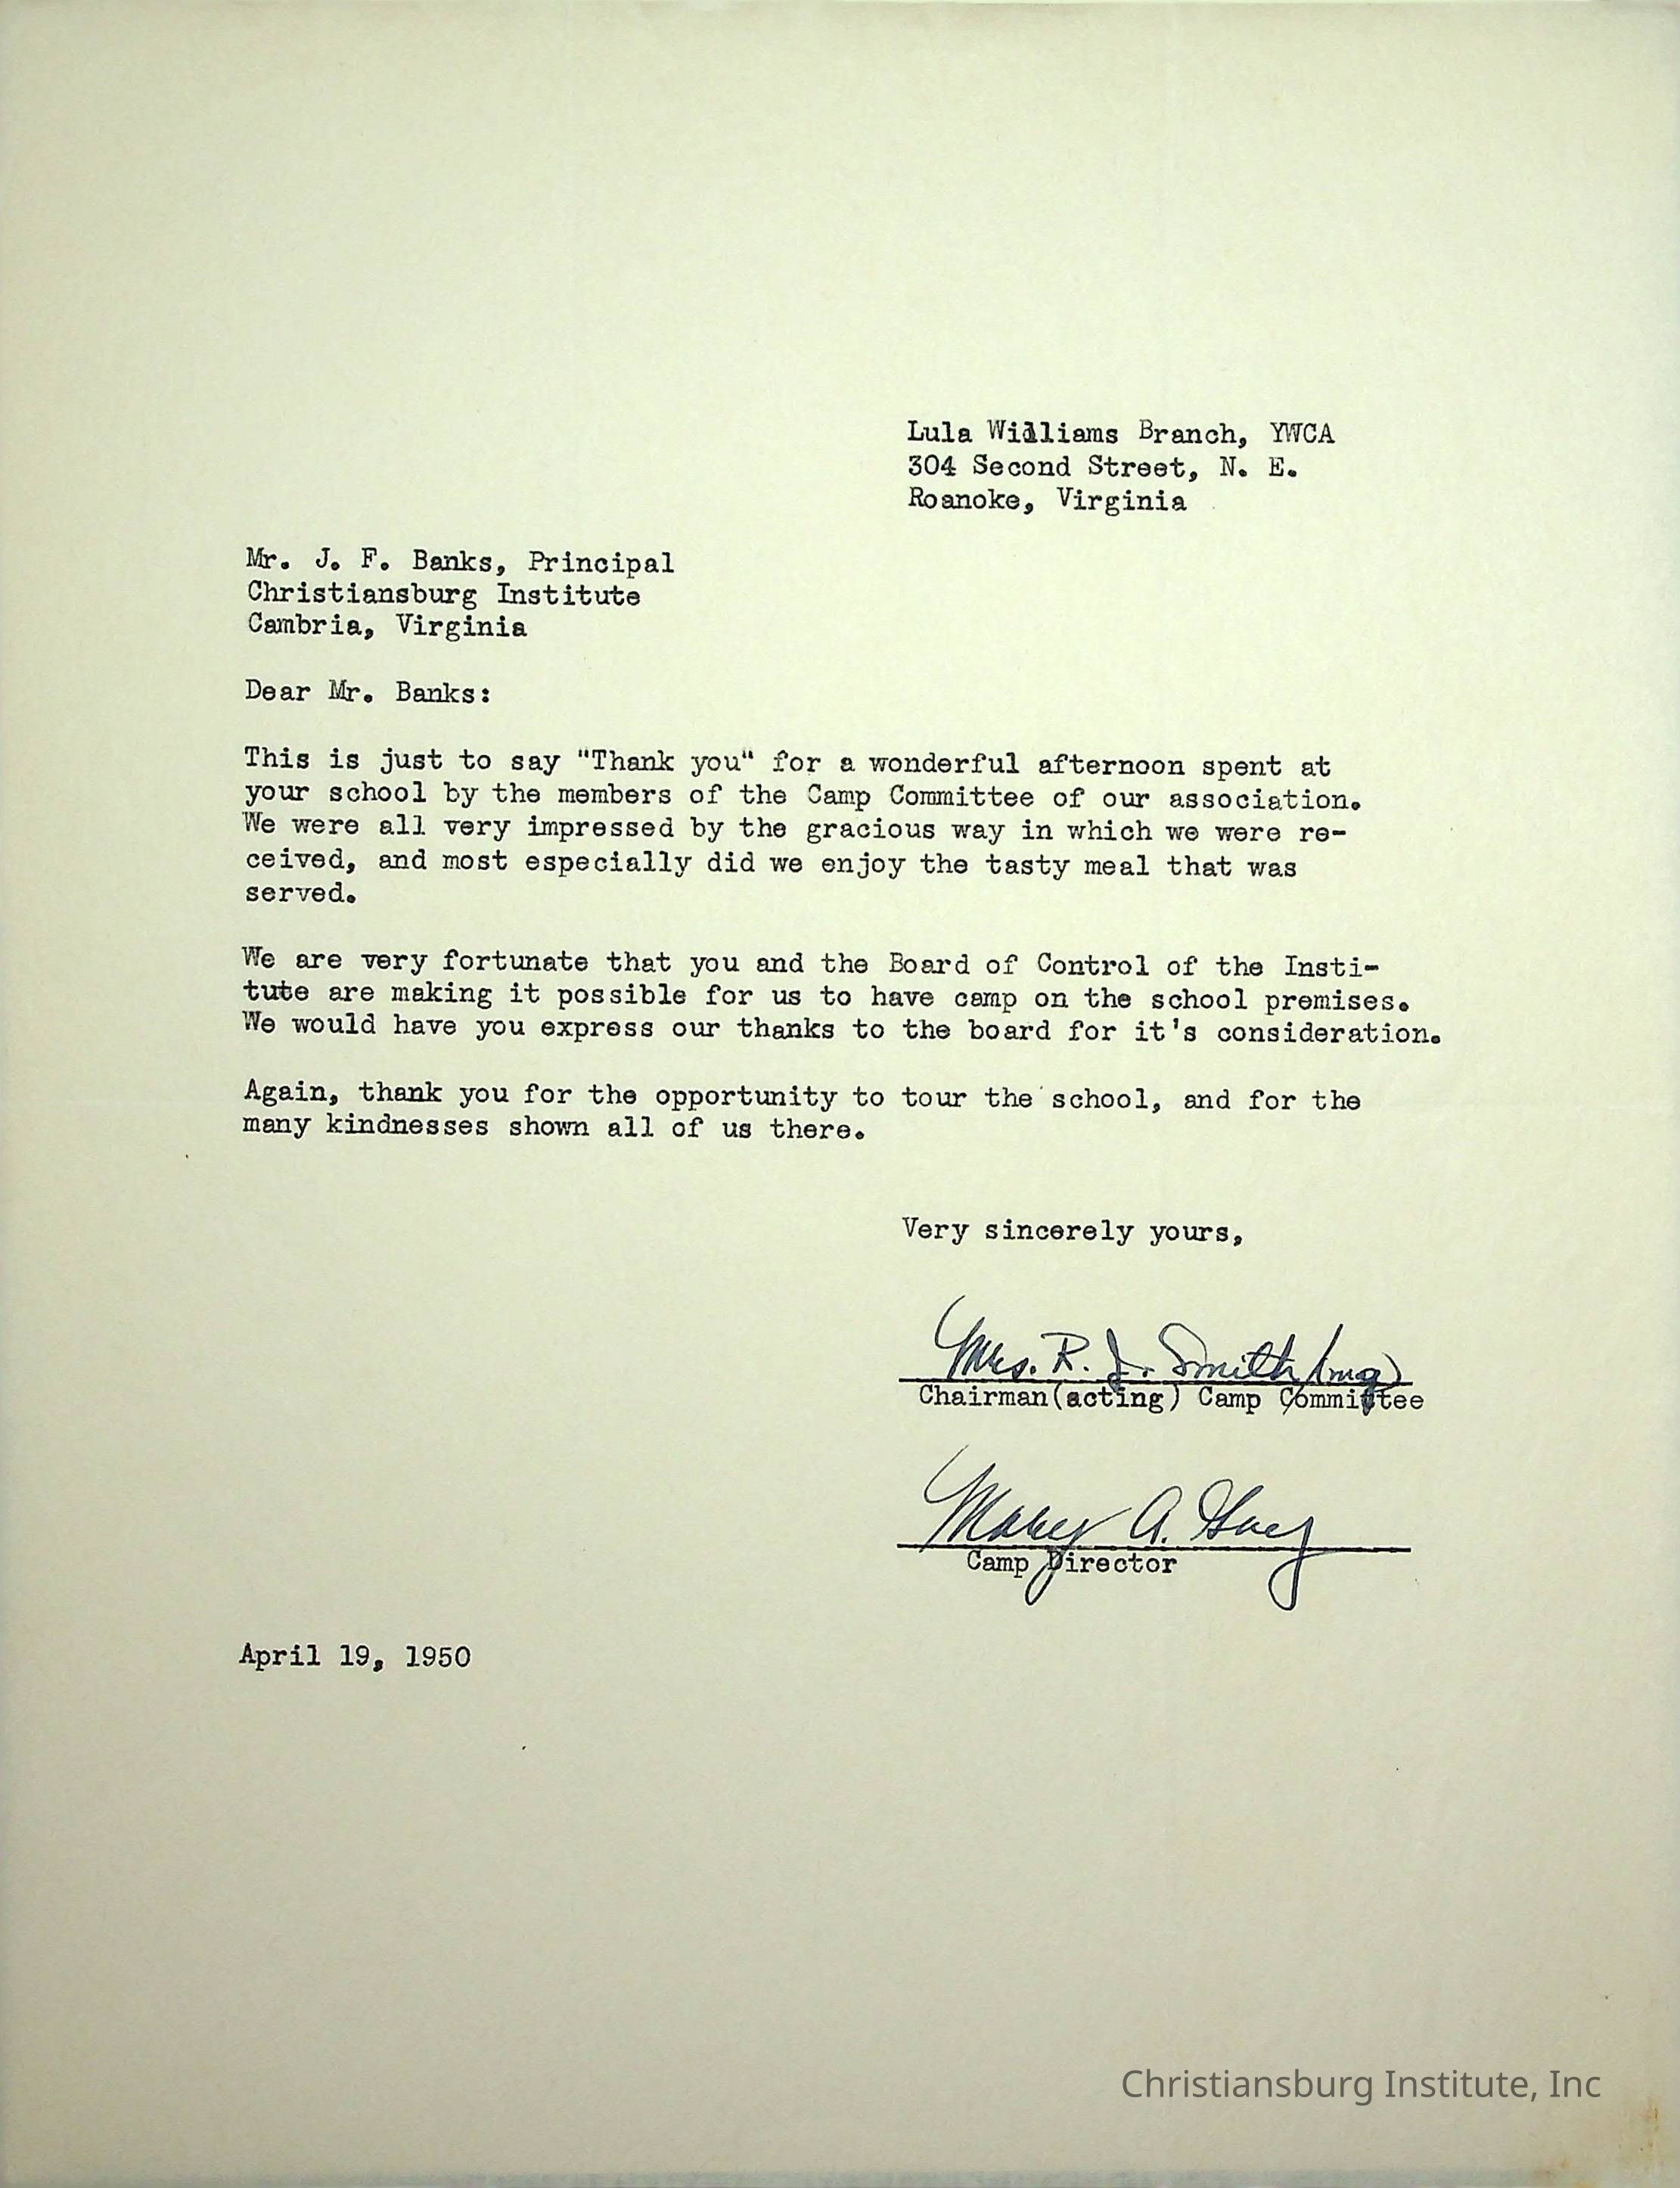 Lula Williams Branch, YWCA
304 Second Street, N. E.
Roanoke, Virginia
Mr. J. F. Banks, Principal
Christiansburg Institute
Cambria, Virginia
Dear Mr. Banks:
This is just to say "Thank you" for a wonderful afternoon spent at
your school by the members of the Camp Committee of our association.
We were all very impressed by the gracious way in which we were re-
ceived, and most especially did we enjoy the tasty meal that was
served.
We are very fortunate that you and the Board of Control of the Insti-
tute are making it possible for us to have camp on the school premises.
We would have you express our thanks to the board for it's consideration.
Again, thank you for the opportunity to tour the school, and for the
many kindnesses shown all of us there.
Very sincerely yours,
Mrs. R. J. Smith
Chairman(acting) Camp Committee
A.
Camp Director
April 19, 1950
Christiansburg Institute, Inc